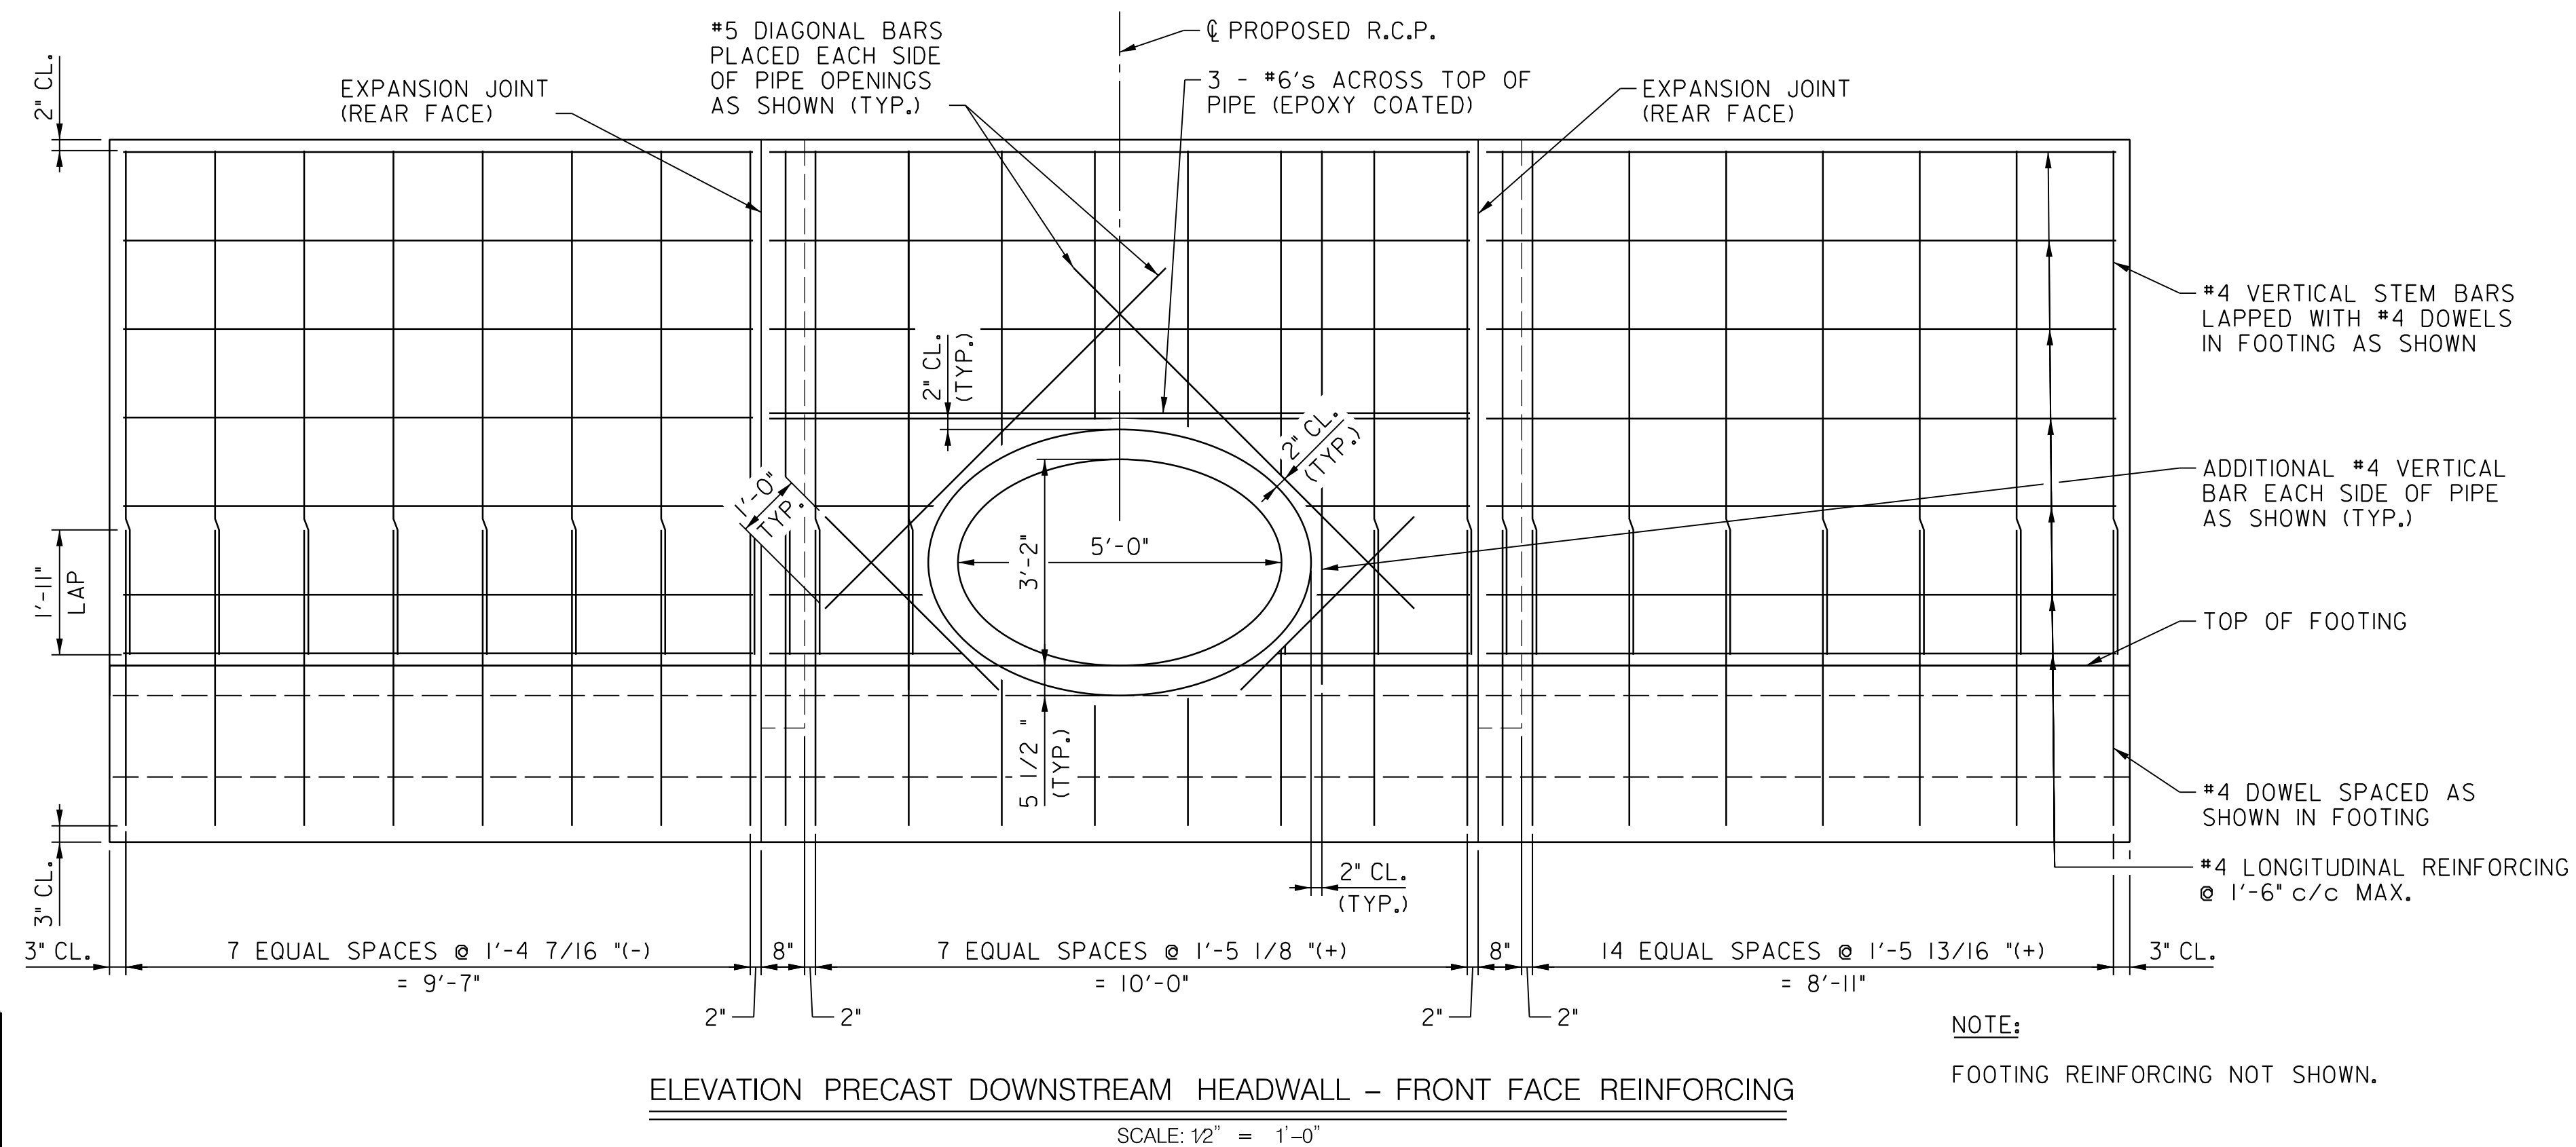 #5 DIAGONAL BARS
PLACED EACH SIDE
OF PIPE OPENINGS
AS SHOWN (TYP.)
℄ PROPOSED R.C.P.
3 - #6's ACROSS TOP OF
PIPE (EPOXY COATED)
EXPANSION JOINT
(REAR FACE)
EXPANSION JOINT
(REAR FACE)
2" CL.
#4 VERTICAL STEM BARS
LAPPED WITH #4 DOWELS
IN FOOTING AS SHOWN
2" CL.
(TYP.)
2" CL.
(TYP.)
1'-0"
TYP.
ADDITIONAL #4 VERTICAL
BAR EACH SIDE OF PIPE
AS SHOWN (TYP.)
1'-11"
LAP
3'-2"
5'-0"
TOP OF FOOTING
5 1/2 "
(TYP.)
#4 DOWEL SPACED AS
SHOWN IN FOOTING
3" CL.
2" CL.
(TYP.)
#4 LONGITUDINAL REINFORCING
@ 1'-6" c/c MAX.
3" CL.
7 EQUAL SPACES @ 1'-4 7/16 "(-)
= 9'-7"
8"
7 EQUAL SPACES @ 1'-5 1/8 "(+)
= 10'-0"
8"
14 EQUAL SPACES @ 1'-5 13/16 "(+)
= 8'-11"
3" CL.
2"
2"
2"
2"
NOTE:
FOOTING REINFORCING NOT SHOWN.
ELEVATION PRECAST DOWNSTREAM HEADWALL – FRONT FACE REINFORCING
SCALE: 1/2" = 1'–0"